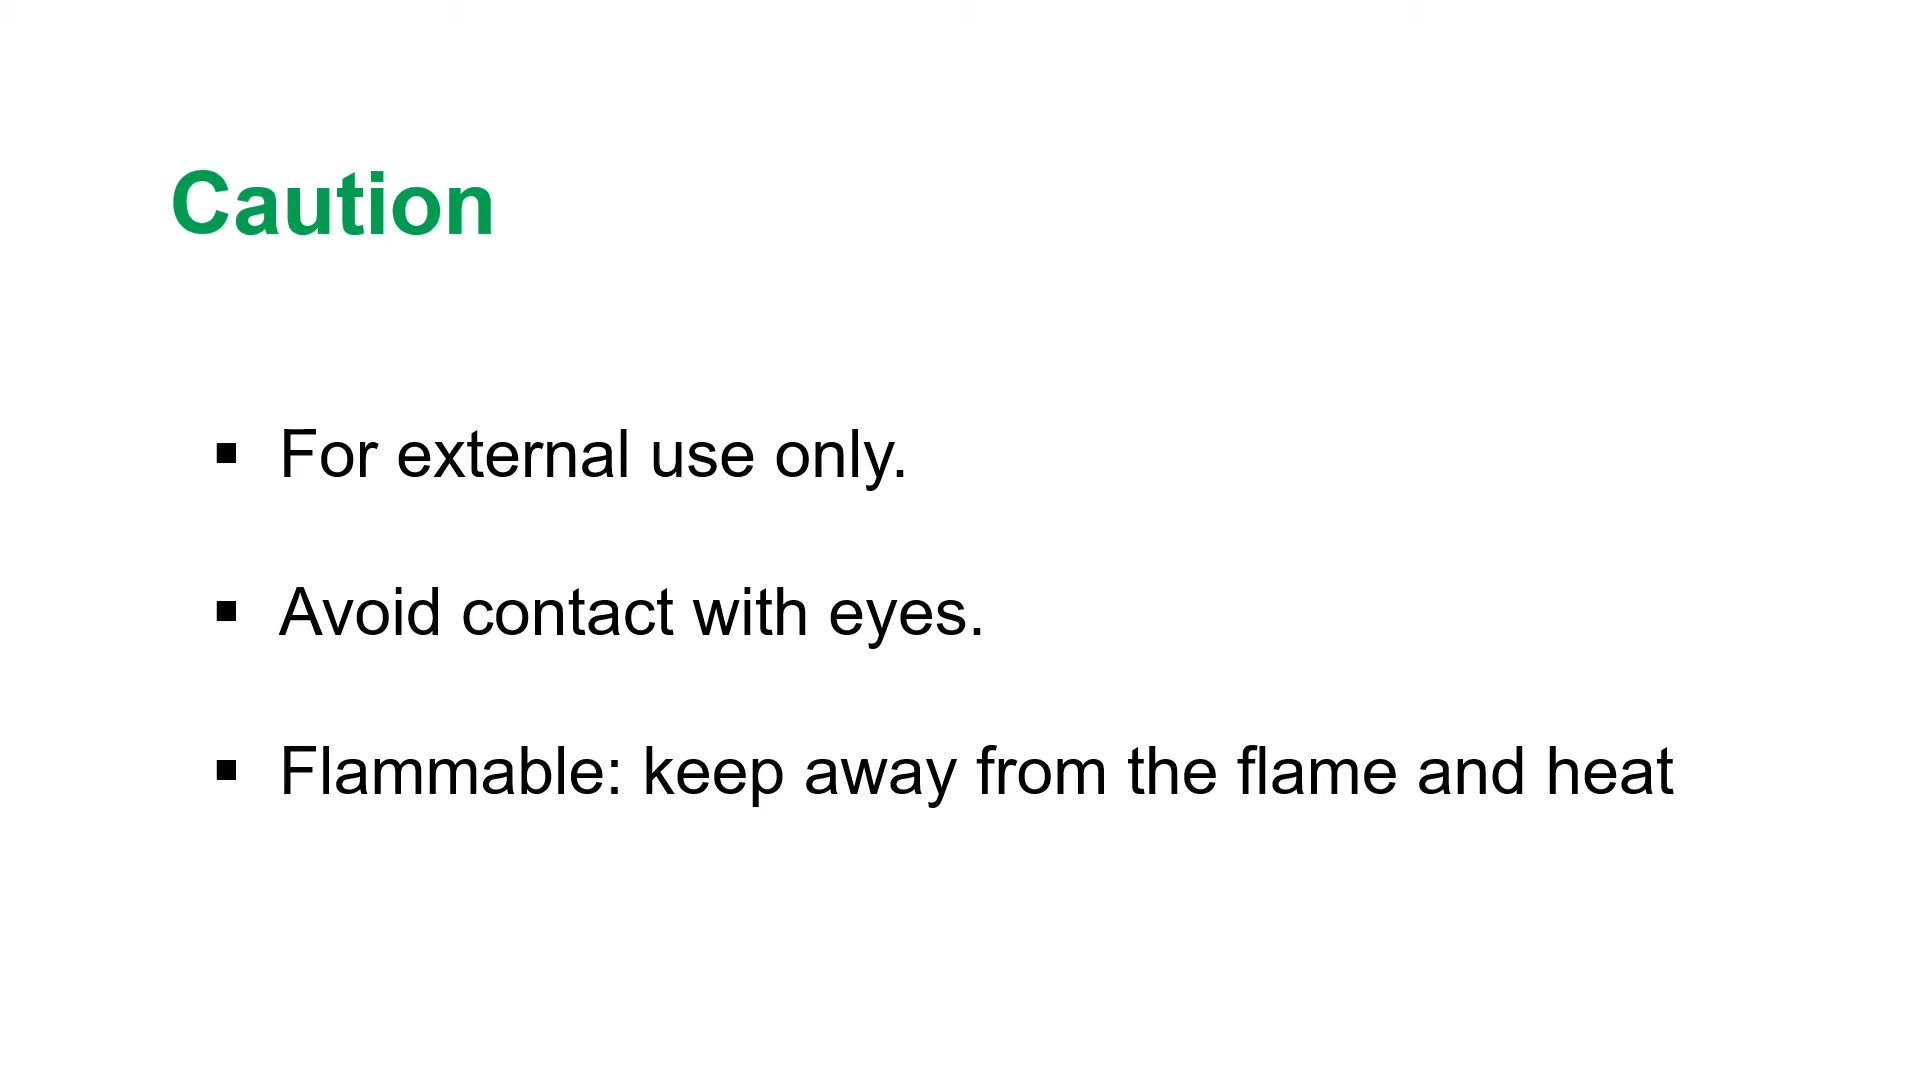 Caution
▪ For external use only.
▪ Avoid contact with eyes.
▪ Flammable: keep away from the flame and heat